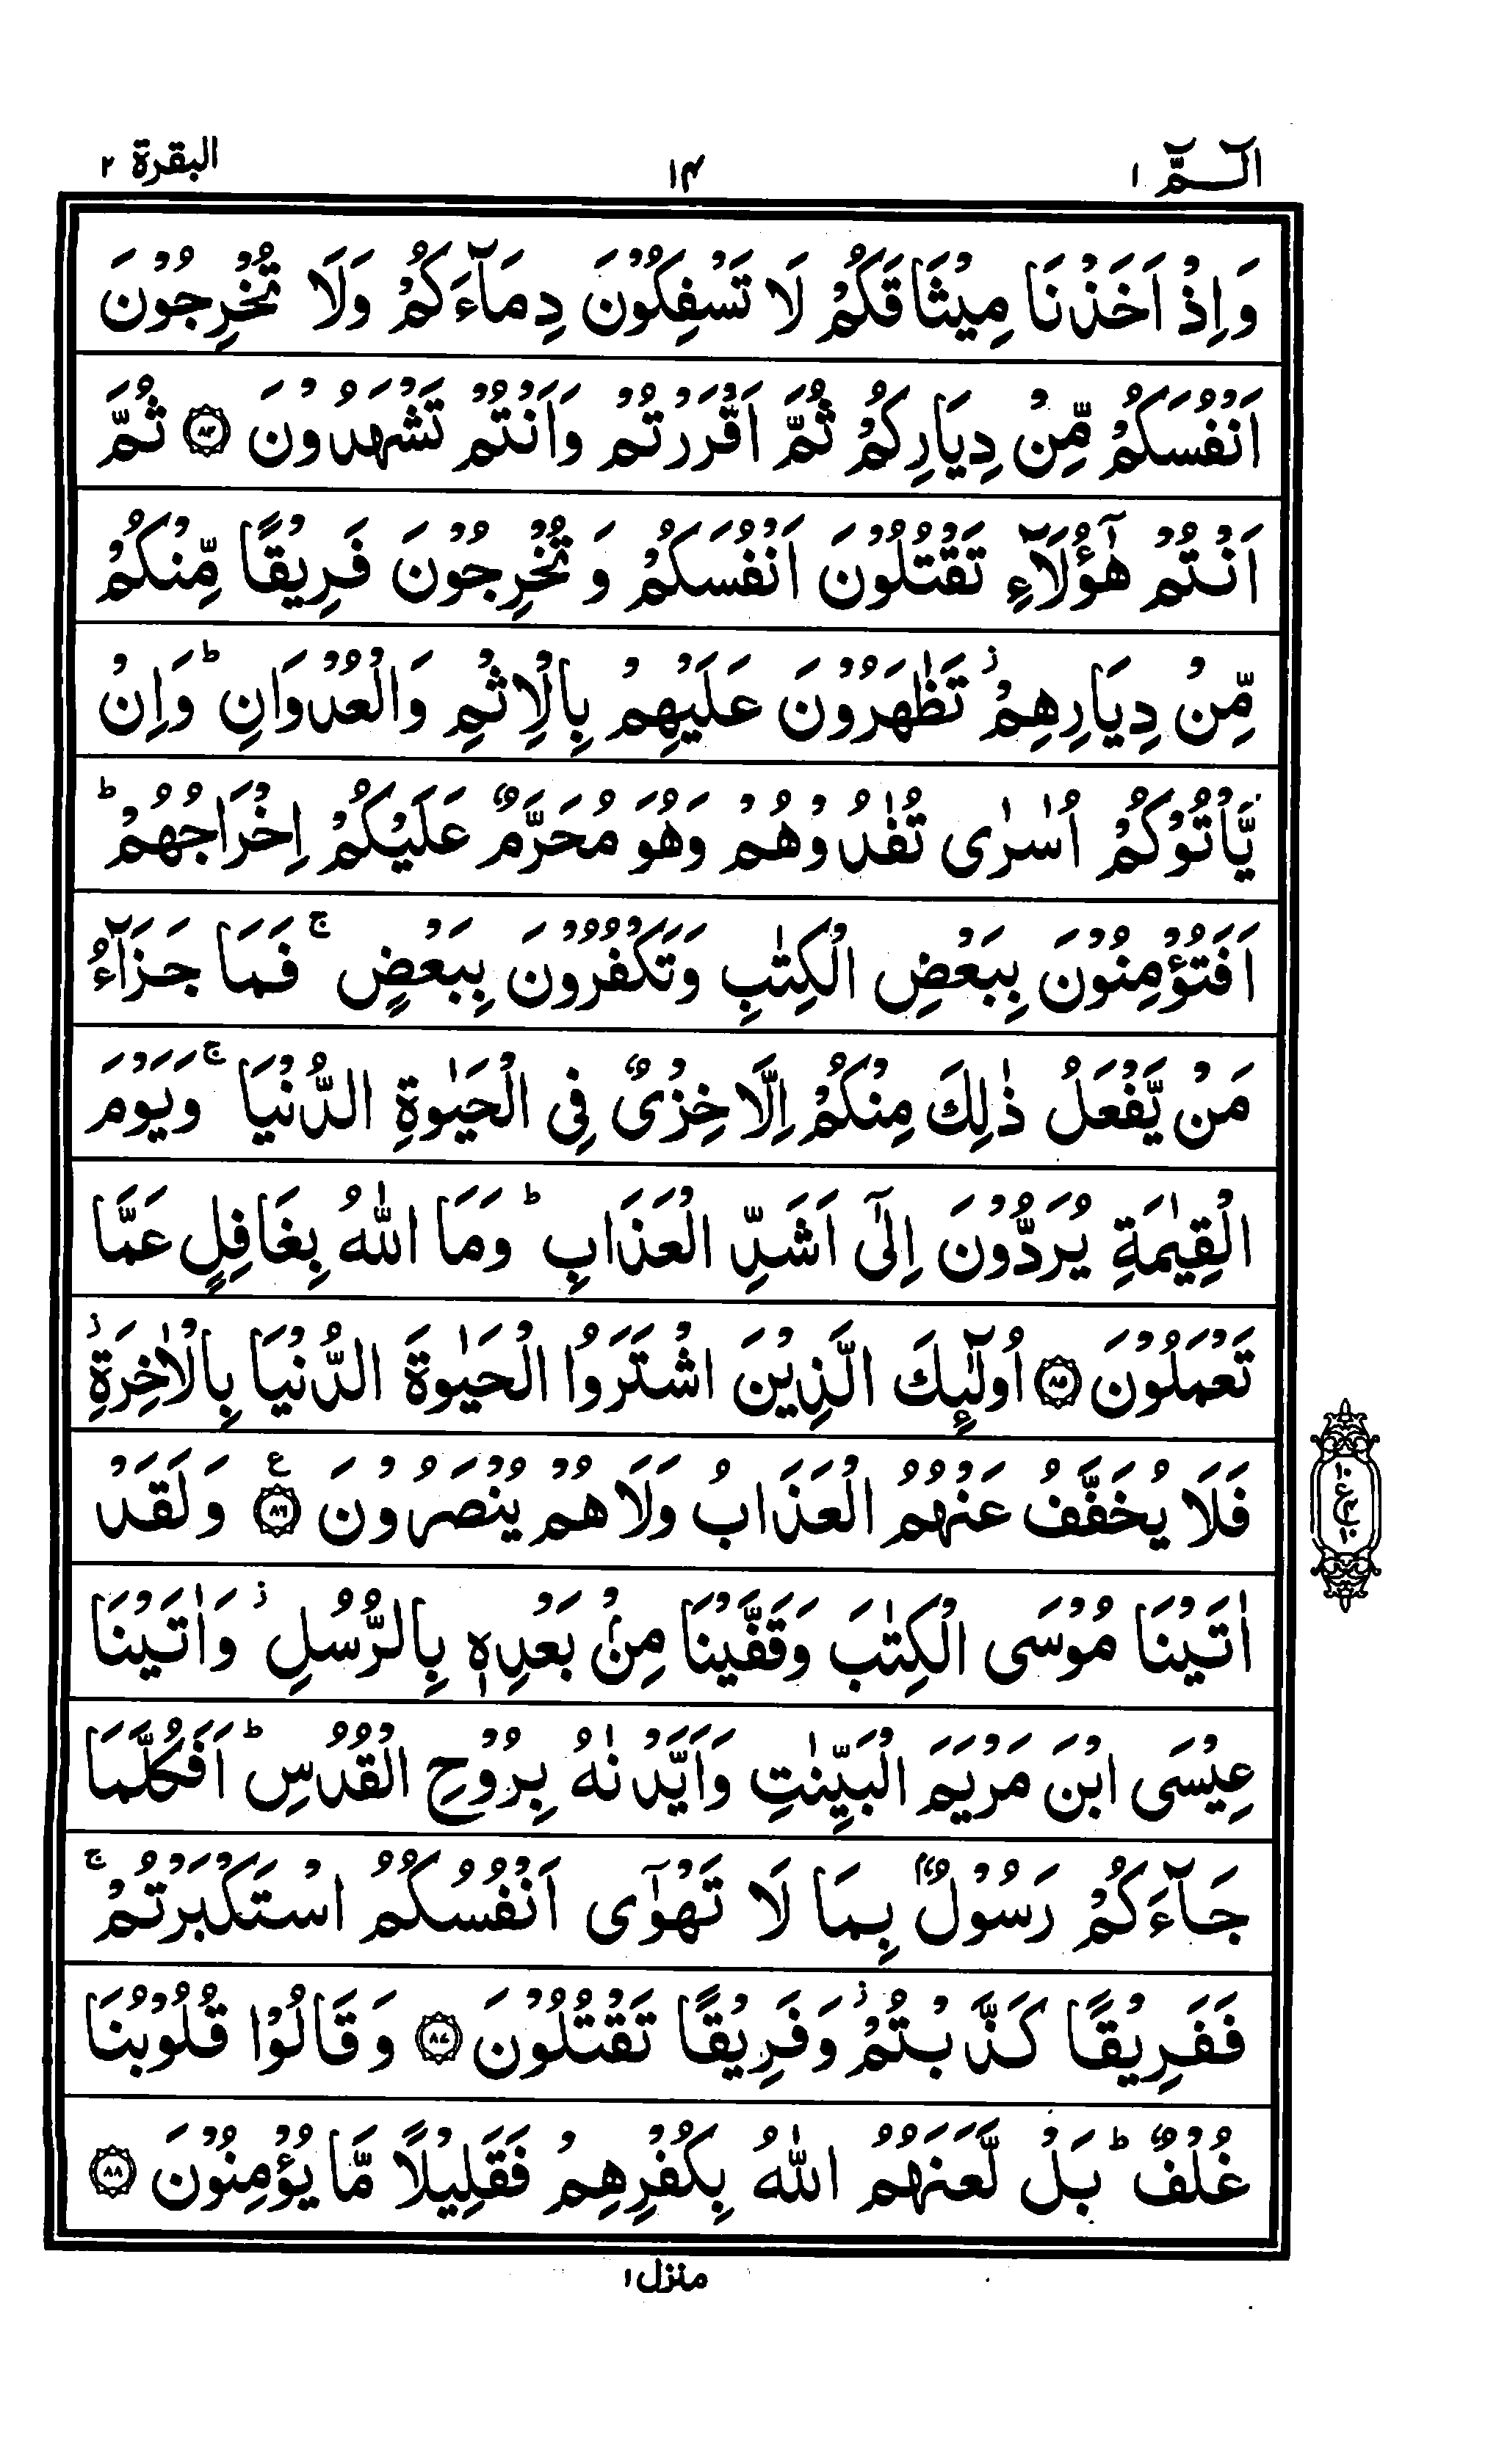 الٓـمّٓ ١
١٤
البقرة ٢
وَاِذْ اَخَذْنَا مِيْثَاقَكُمْ لَا تَسْفِكُوْنَ دِمَآءَكُمْ وَلَا تُخْرِجُوْنَ
اَنْفُسَكُمْ مِّنْ دِيَارِكُمْ ثُمَّ اَقْرَرْتُمْ وَاَنْتُمْ تَشْهَدُوْنَ ۝٨٤ ثُمَّ
اَنْتُمْ هٰٓؤُلَآءِ تَقْتُلُوْنَ اَنْفُسَكُمْ وَ تُخْرِجُوْنَ فَرِيْقًا مِّنْكُمْ
مِّنْ دِيَارِهِمْ ۡ تَظٰهَرُوْنَ عَلَيْهِمْ بِالْاِثْمِ وَالْعُدْوَانِ ؕ وَاِنْ
يَّاْتُوْكُمْ اُسٰرٰى تُفٰدُوْهُمْ وَهُوَ مُحَرَّمٌ عَلَيْكُمْ اِخْرَاجُهُمْ ؕ
اَفَتُؤْمِنُوْنَ بِبَعْضِ الْكِتٰبِ وَتَكْفُرُوْنَ بِبَعْضٍ ۚ فَمَا جَزَآءُ
مَنْ يَّفْعَلُ ذٰلِكَ مِنْكُمْ اِلَّا خِزْىٌ فِى الْحَيٰوةِ الدُّنْيَا ۚ وَيَوْمَ
الْقِيٰمَةِ يُرَدُّوْنَ اِلٰٓى اَشَدِّ الْعَذَابِ ؕ وَمَا اللّٰهُ بِغَافِلٍ عَمَّا
تَعْمَلُوْنَ ۝٨٥ اُولٰٓئِكَ الَّذِيْنَ اشْتَرَوُا الْحَيٰوةَ الدُّنْيَا بِالْاٰخِرَةِ ۡ
فَلَا يُخَفَّفُ عَنْهُمُ الْعَذَابُ وَلَا هُمْ يُنْصَرُوْنَ ۝٨٦ ع وَلَقَدْ
اٰتَيْنَا مُوْسَى الْكِتٰبَ وَقَفَّيْنَا مِنْۢ بَعْدِهٖ بِالرُّسُلِ ۡ وَاٰتَيْنَا
عِيْسَى ابْنَ مَرْيَمَ الْبَيِّنٰتِ وَاَيَّدْنٰهُ بِرُوْحِ الْقُدُسِ ؕ اَفَكُلَّمَا
جَآءَكُمْ رَسُوْلٌۢ بِمَا لَا تَهْوٰٓى اَنْفُسُكُمُ اسْتَكْبَرْتُمْ ۚ
فَفَرِيْقًا كَذَّبْتُمْ ۡ وَفَرِيْقًا تَقْتُلُوْنَ ۝٨٧ وَقَالُوْا قُلُوْبُنَا
غُلْفٌ ؕ بَلْ لَّعَنَهُمُ اللّٰهُ بِكُفْرِهِمْ فَقَلِيْلًا مَّا يُؤْمِنُوْنَ ۝٨٨
منزل ١